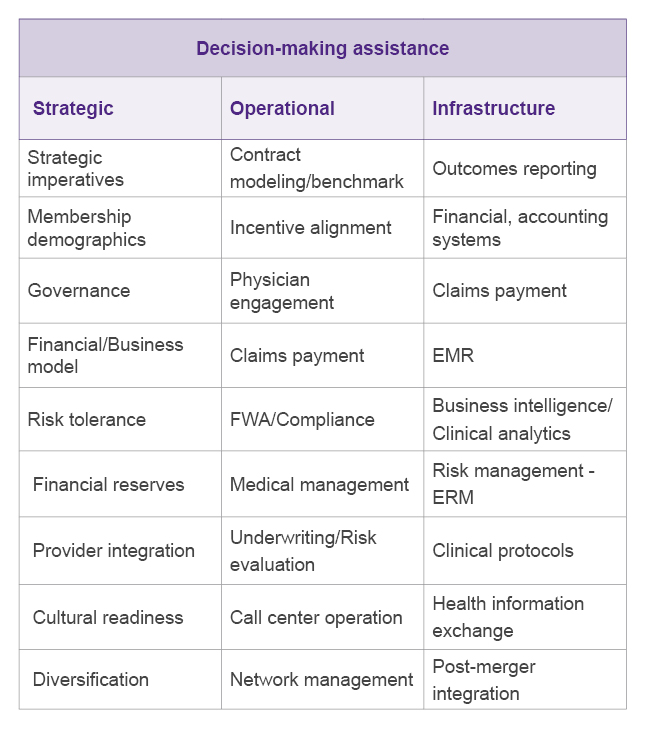 Decision-making assistance
Strategic
Operational
Infrastructure
Strategic
imperatives
Contract
modeling/benchmark
Outcomes reporting
Membership
demographics
Incentive alignment
Financial, accounting
systems
Governance
Physician
engagement
Claims payment
Financial/Business
model
Claims payment
EMR
Risk tolerance
FWA/Compliance
Business intelligence/
Clinical analytics
Financial reserves
Medical management
Risk management -
ERM
Provider integration
Underwriting/Risk
evaluation
Clinical protocols
Cultural readiness
Call center operation
Health information
exchange
Diversification
Network management
Post-merger
integration